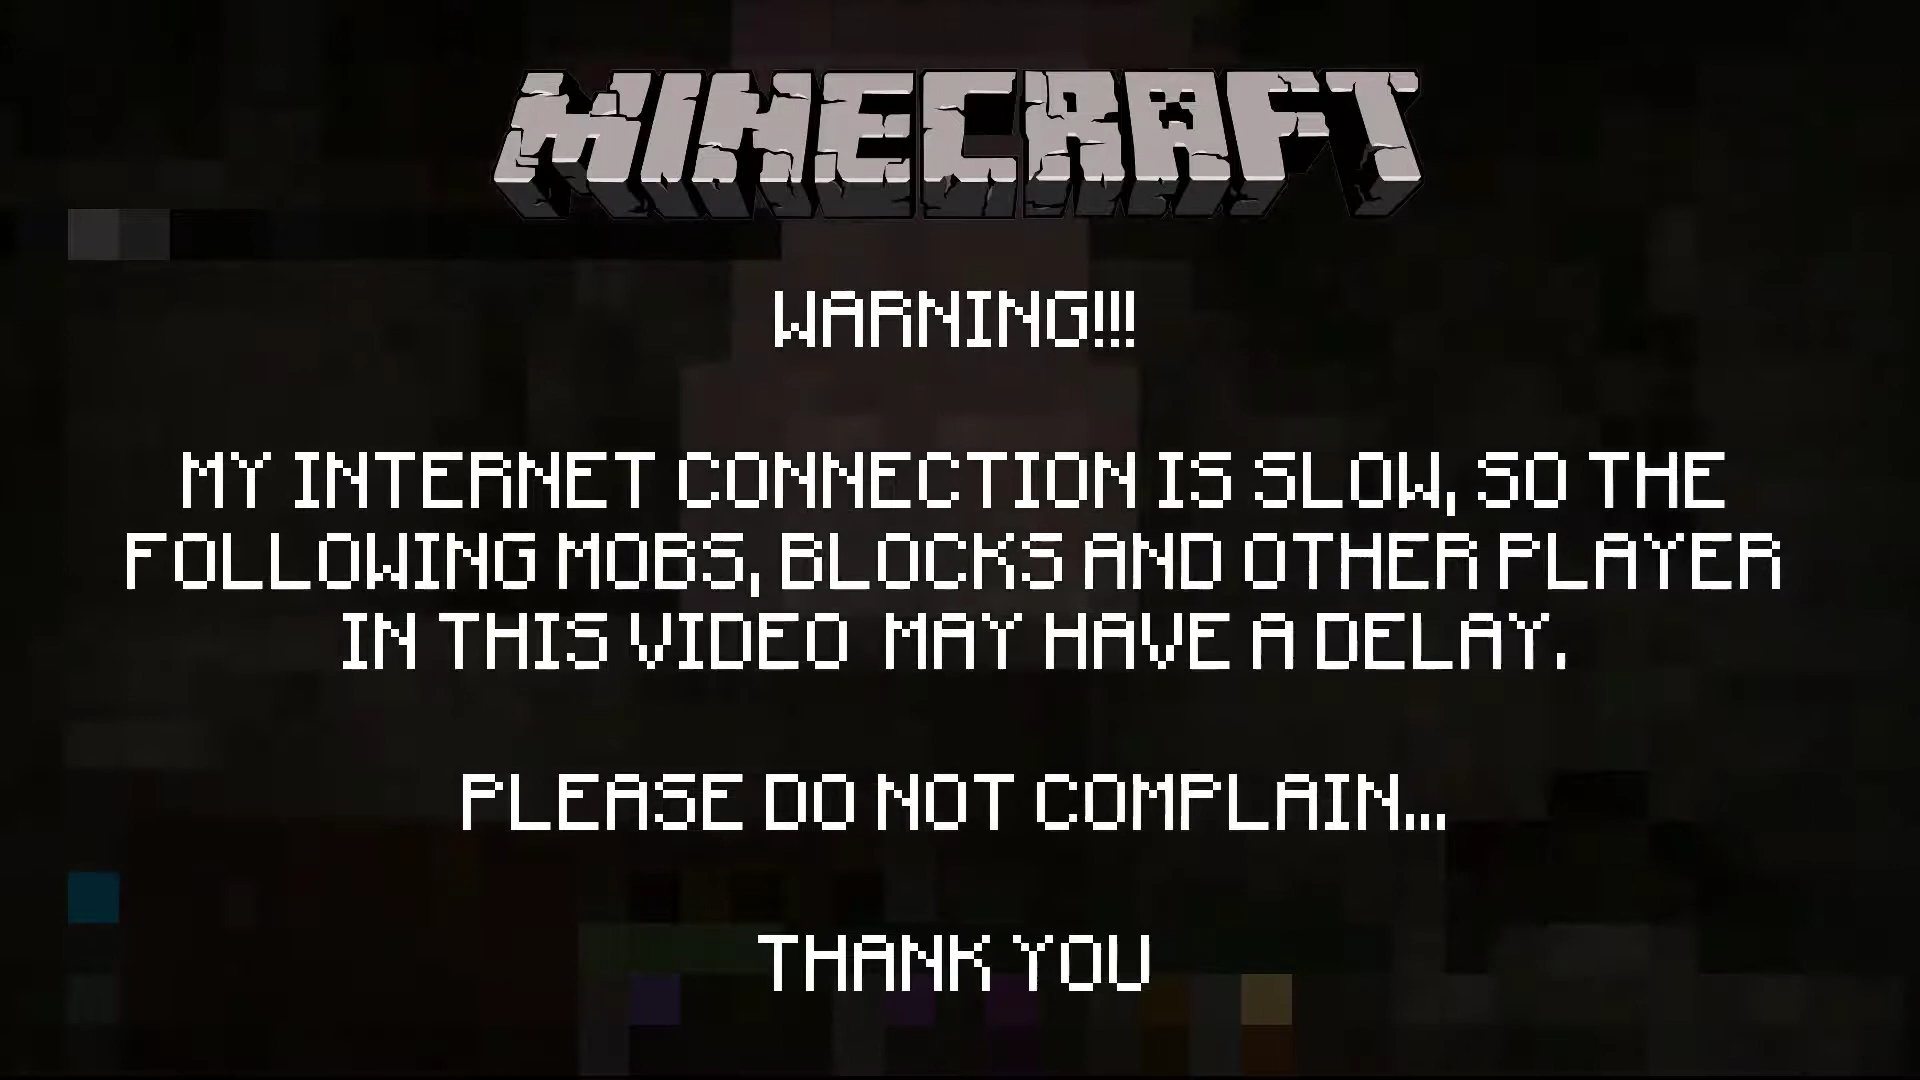 MINECRAFT
WARNING!!!
MY INTERNET CONNECTION IS SLOW, SO THE
FOLLOWING MOBS, BLOCKS AND OTHER PLAYER
IN THIS VIDEO MAY HAVE A DELAY.
PLEASE DO NOT COMPLAIN...
THANK YOU